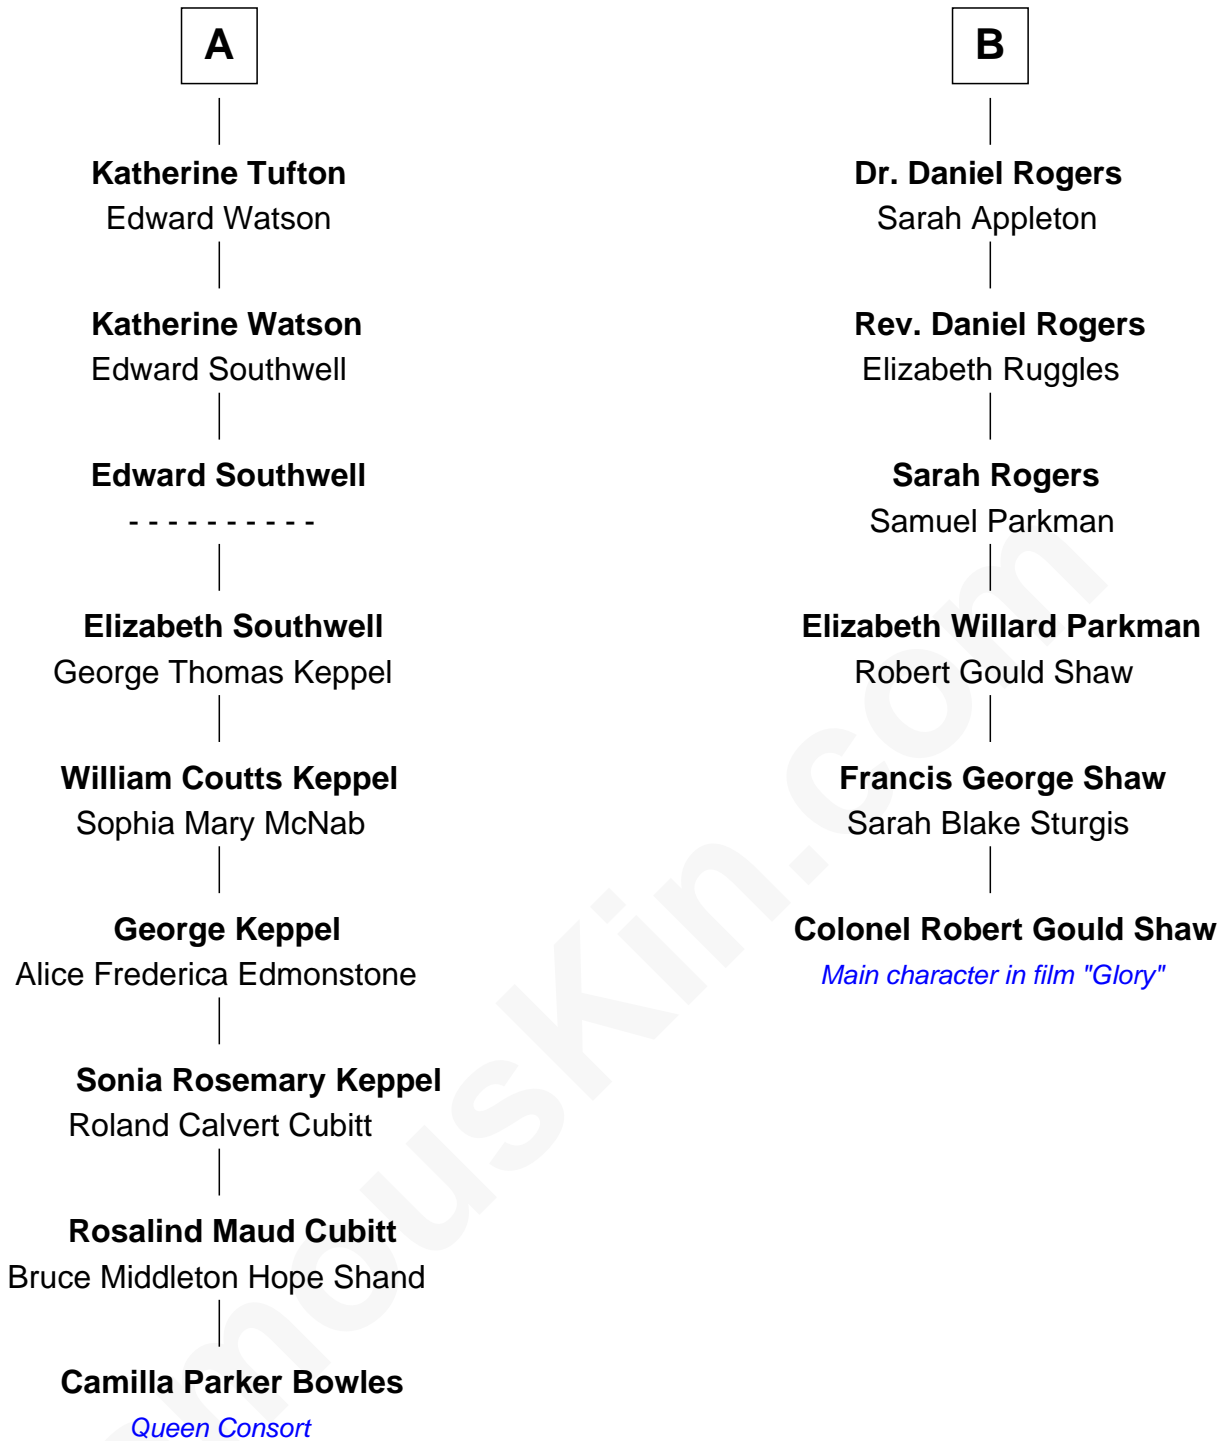 A
Katherine Tufton
Edward Watson
Katherine Watson
Edward Southwell
Edward Southwell
- - - - - - - - - -
Elizabeth Southwell
George Thomas Keppel
William Coutts Keppel
Sophia Mary McNab
George Keppel
Alice Frederica Edmonstone
Sonia Rosemary Keppel
Roland Calvert Cubitt
Rosalind Maud Cubitt
Bruce Middleton Hope Shand
Camilla Parker Bowles
Queen Consort
B
Dr. Daniel Rogers
Sarah Appleton
Rev. Daniel Rogers
Elizabeth Ruggles
Sarah Rogers
Samuel Parkman
Elizabeth Willard Parkman
Robert Gould Shaw
Francis George Shaw
Sarah Blake Sturgis
Colonel Robert Gould Shaw
Main character in film "Glory"
omouskin.com